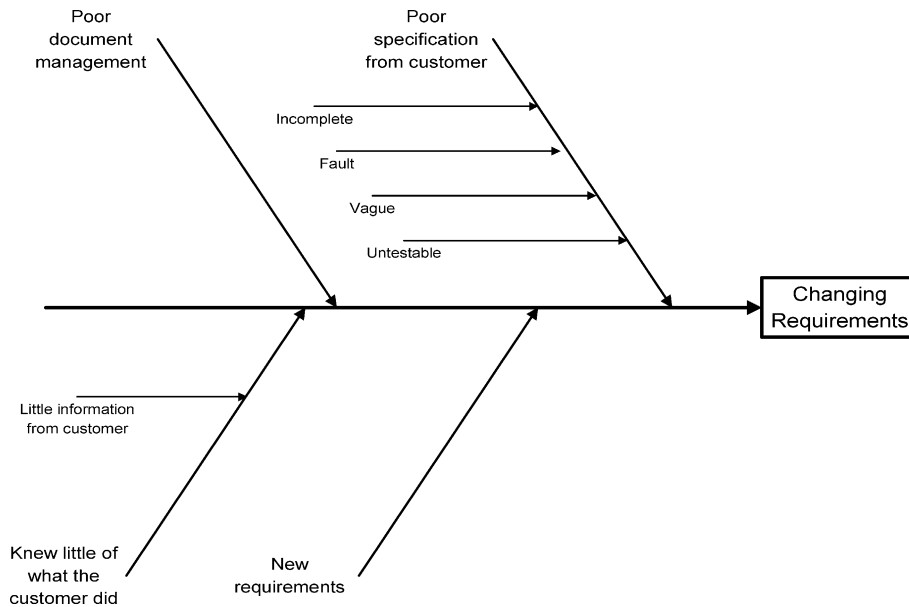 Poor
document
management
Poor
specification
from customer
Incomplete
Fault
Vague
Untestable
Changing
Requirements
Little information
from customer
Knew little of
what the
customer did
New
requirements